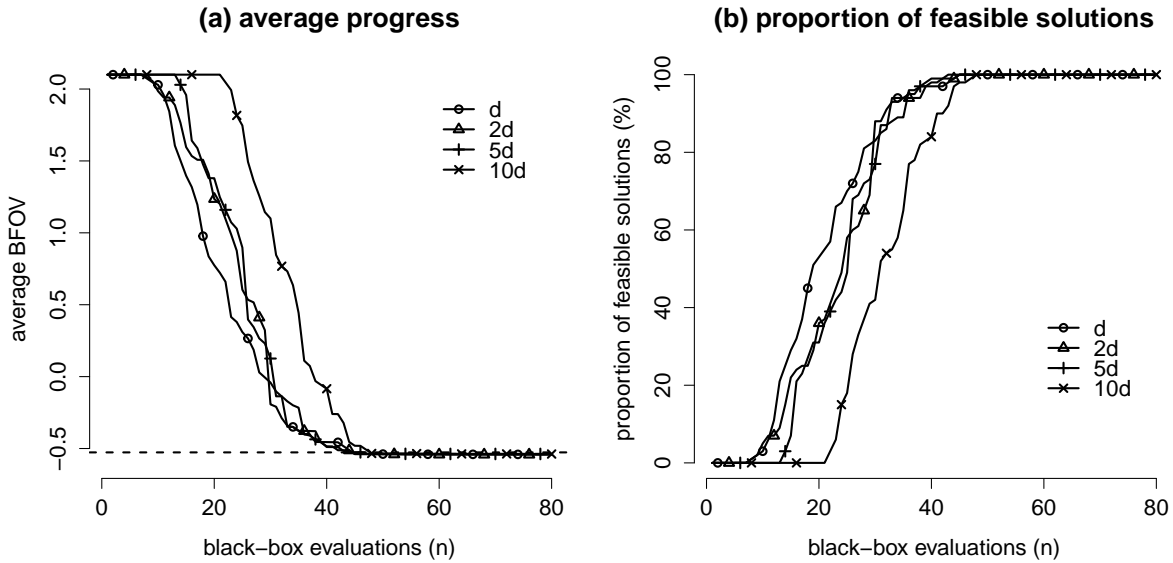 (a) average progress
average BFOV
2.0
1.5
1.0
0.5
0.0
−0.5
d
2d
5d
10d
0 20 40 60 80
black−box evaluations (n)
(b) proportion of feasible solutions
proportion of feasible solutions (%)
100
80
60
40
20
0
d
2d
5d
10d
0 20 40 60 80
black−box evaluations (n)